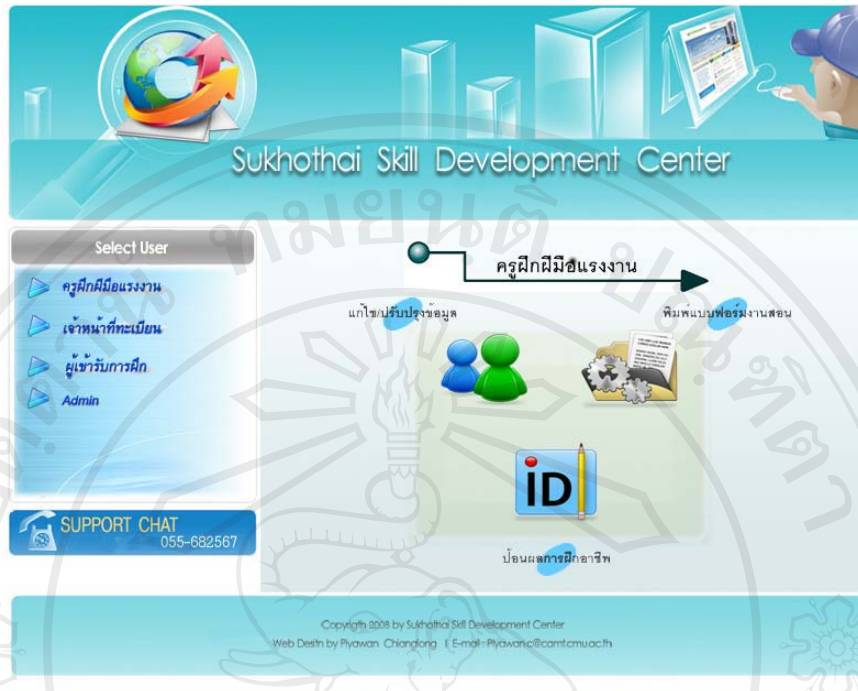 Sukhothai Skill Development Center
Select User
ครูฝึกฝีมือแรงงาน
เจ้าหน้าที่ทะเบียน
ผู้เข้ารับการฝึก
Admin
SUPPORT CHAT
055-682567
ครูฝึกฝีมือแรงงาน
แก้ไข/ปรับปรุงข้อมูล
พิมพ์แบบฟอร์มงานสอน
iD
ป้อนผลการฝึกอาชีพ
Copyrigth 2008 by Sukhothai Skill Development Center
Web Desitn by Piyawan Chianglong | E-mail : Piyawan.c@camt.cmu.ac.th